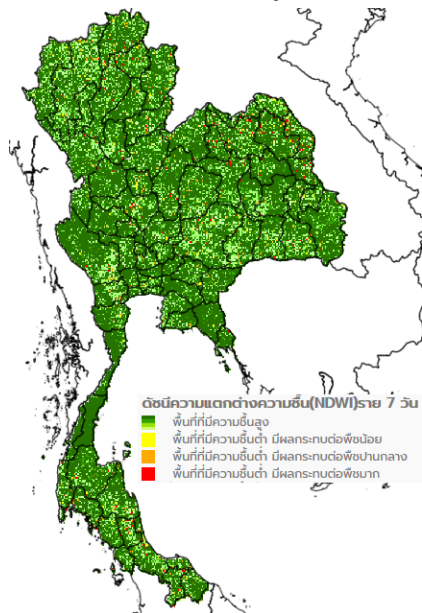 ดัชนีความแตกต่างความชื้น(NDWI)ราย 7 วัน
พื้นที่ที่มีความชื้นสูง
พื้นที่ที่มีความชื้นต่ำ มีผลกระทบต่อพืชน้อย
พื้นที่ที่มีความชื้นต่ำ มีผลกระทบต่อพืชปานกลาง
พื้นที่ที่มีความชื้นต่ำ มีผลกระทบต่อพืชมาก